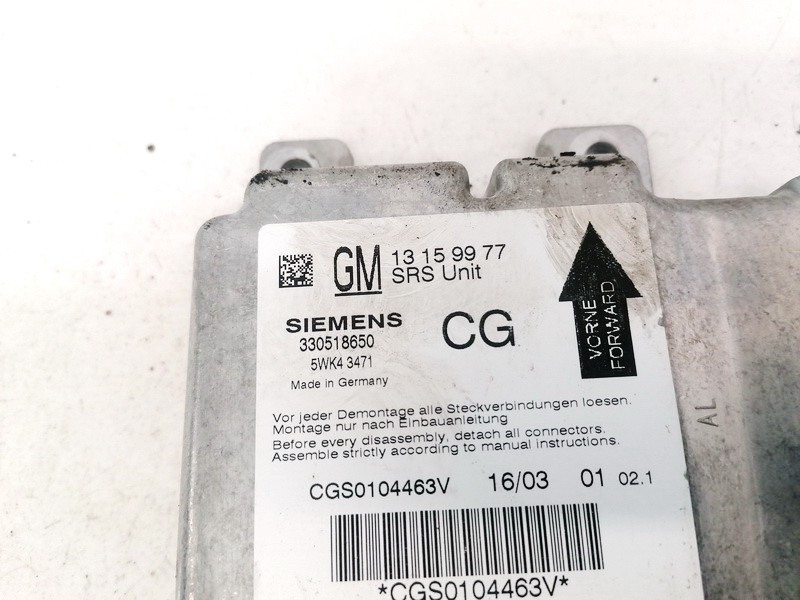 GM 13 15 99 77
SRS Unit
SIEMENS
330518650
5WK4 3471
Made in Germany
CG
VORNE
FORWARD
Vor jeder Demontage alle Steckverbindungen loesen.
Montage nur nach Einbauanleitung
Before every disassembly, detach all connectors.
Assemble strictly according to manual instructions.
CGS0104463V 16/03 01 02.1
*CGS0104463V*
AL